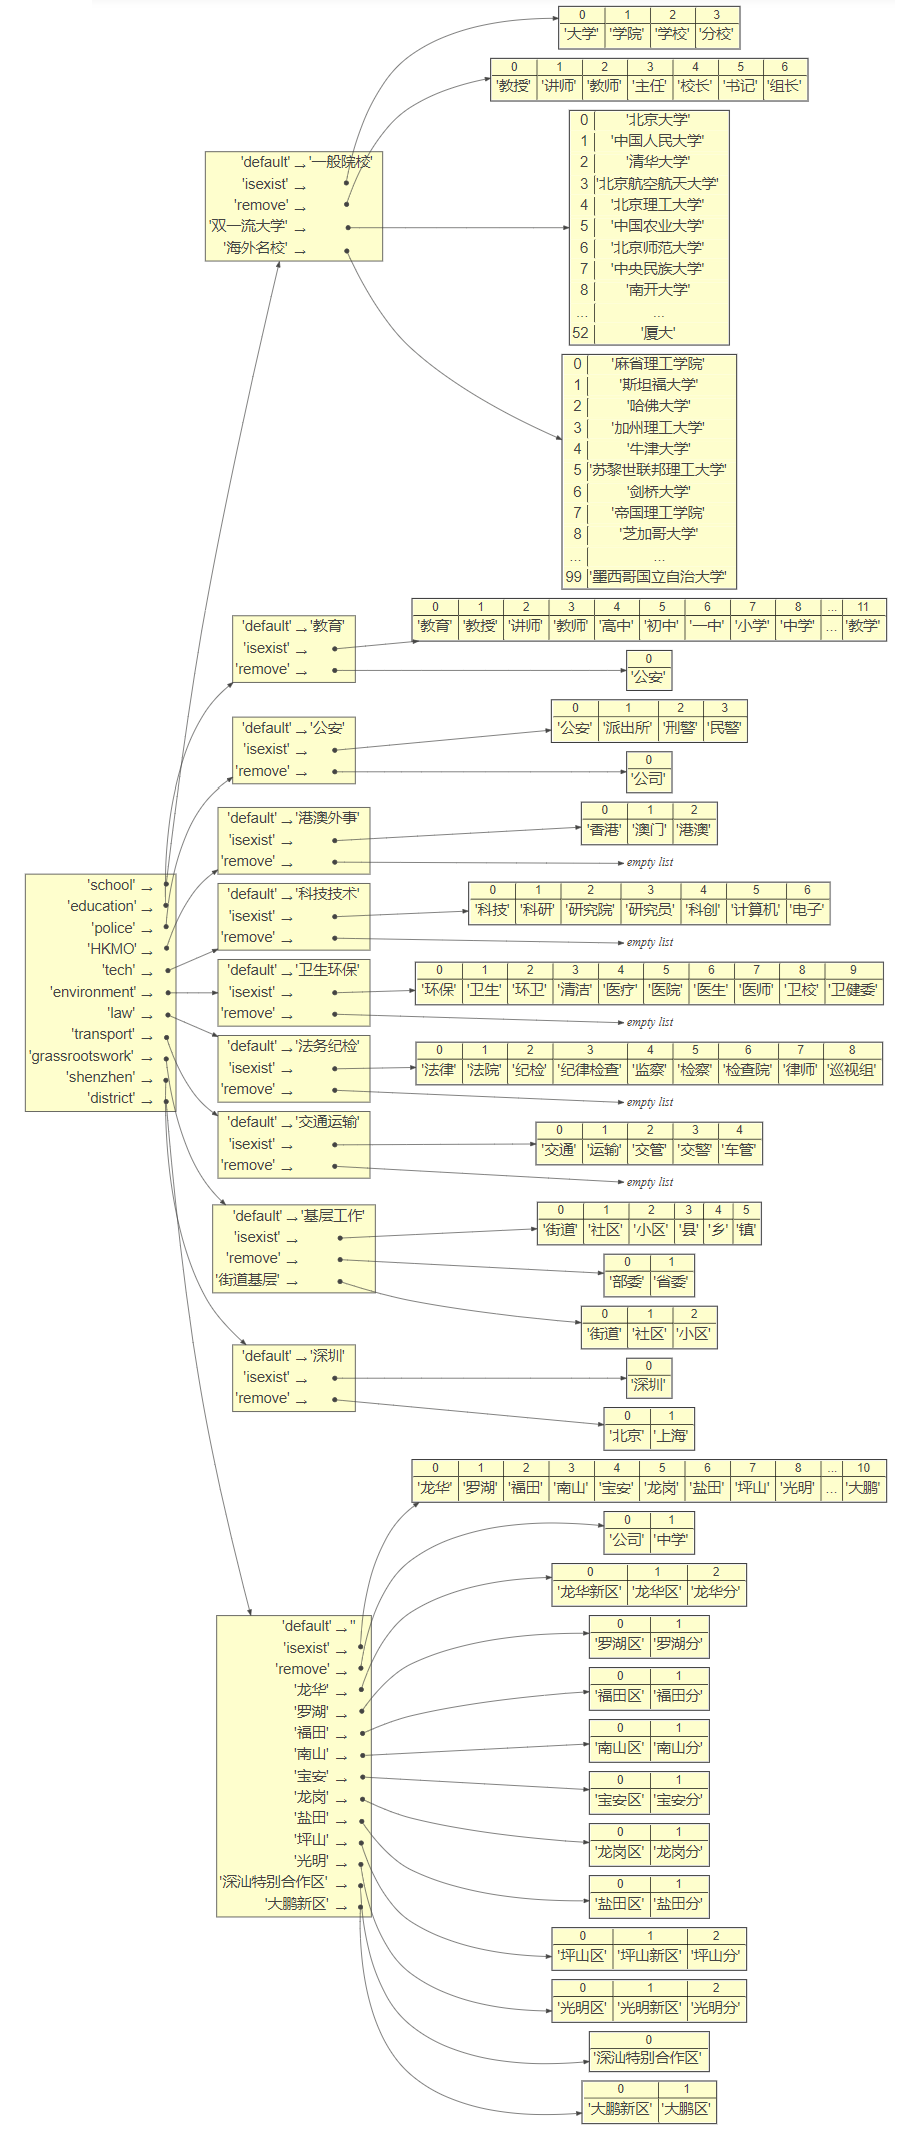 0 1 2 3
'大学' '学院' '学校' '分校'
0 1 2 3 4 5 6
'教授' '讲师' '教师' '主任' '校长' '书记' '组长'
'default' → '一般院校'
'isexist' →
'remove' →
'双一流大学' →
'海外名校' →
0 '北京大学'
1 '中国人民大学'
2 '清华大学'
3 '北京航空航天大学'
4 '北京理工大学'
5 '中国农业大学'
6 '北京师范大学'
7 '中央民族大学'
8 '南开大学'
... ...
52 '厦大'
0 '麻省理工学院'
1 '斯坦福大学'
2 '哈佛大学'
3 '加州理工大学'
4 '牛津大学'
5 '苏黎世联邦理工大学'
6 '剑桥大学'
7 '帝国理工学院'
8 '芝加哥大学'
... ...
99 '墨西哥国立自治大学'
'default' → '教育'
'isexist' →
'remove' →
0 1 2 3 4 5 6 7 8 ... 11
'教育' '教授' '讲师' '教师' '高中' '初中' '一中' '小学' '中学' ... '教学'
0
'公安'
'default' → '公安'
'isexist' →
'remove' →
0 1 2 3
'公安' '派出所' '刑警' '民警'
0
'公司'
'default' → '港澳外事'
'isexist' →
'remove' →
0 1 2
'香港' '澳门' '港澳'
empty list
'school' →
'education' →
'police' →
'HKMO' →
'tech' →
'environment' →
'law' →
'transport' →
'grassrootswork' →
'shenzhen' →
'district' →
'default' → '科技技术'
'isexist' →
'remove' →
0 1 2 3 4 5 6
'科技' '科研' '研究院' '研究员' '科创' '计算机' '电子'
empty list
'default' → '卫生环保'
'isexist' →
'remove' →
0 1 2 3 4 5 6 7 8 9
'环保' '卫生' '环卫' '清洁' '医疗' '医院' '医生' '医师' '卫校' '卫健委'
empty list
'default' → '法务纪检'
'isexist' →
'remove' →
0 1 2 3 4 5 6 7 8
'法律' '法院' '纪检' '纪律检查' '监察' '检察' '检查院' '律师' '巡视组'
empty list
'default' → '交通运输'
'isexist' →
'remove' →
0 1 2 3 4
'交通' '运输' '交管' '交警' '车管'
empty list
'default' → '基层工作'
'isexist' →
'remove' →
'街道基层' →
0 1 2 3 4 5
'街道' '社区' '小区' '县' '乡' '镇'
0 1
'部委' '省委'
0 1 2
'街道' '社区' '小区'
'default' → '深圳'
'isexist' →
'remove' →
0
'深圳'
0 1
'北京' '上海'
0 1 2 3 4 5 6 7 8 ... 10
'龙华' '罗湖' '福田' '南山' '宝安' '龙岗' '盐田' '坪山' '光明' ... '大鹏'
0 1
'公司' '中学'
0 1 2
'龙华新区' '龙华区' '龙华分'
'default' → ''
'isexist' →
'remove' →
'龙华' →
'罗湖' →
'福田' →
'南山' →
'宝安' →
'龙岗' →
'盐田' →
'坪山' →
'光明' →
'深汕特别合作区' →
'大鹏新区' →
0 1
'罗湖区' '罗湖分'
0 1
'福田区' '福田分'
0 1
'南山区' '南山分'
0 1
'宝安区' '宝安分'
0 1
'龙岗区' '龙岗分'
0 1
'盐田区' '盐田分'
0 1 2
'坪山区' '坪山新区' '坪山分'
0 1 2
'光明区' '光明新区' '光明分'
0
'深汕特别合作区'
0 1
'大鹏新区' '大鹏区'